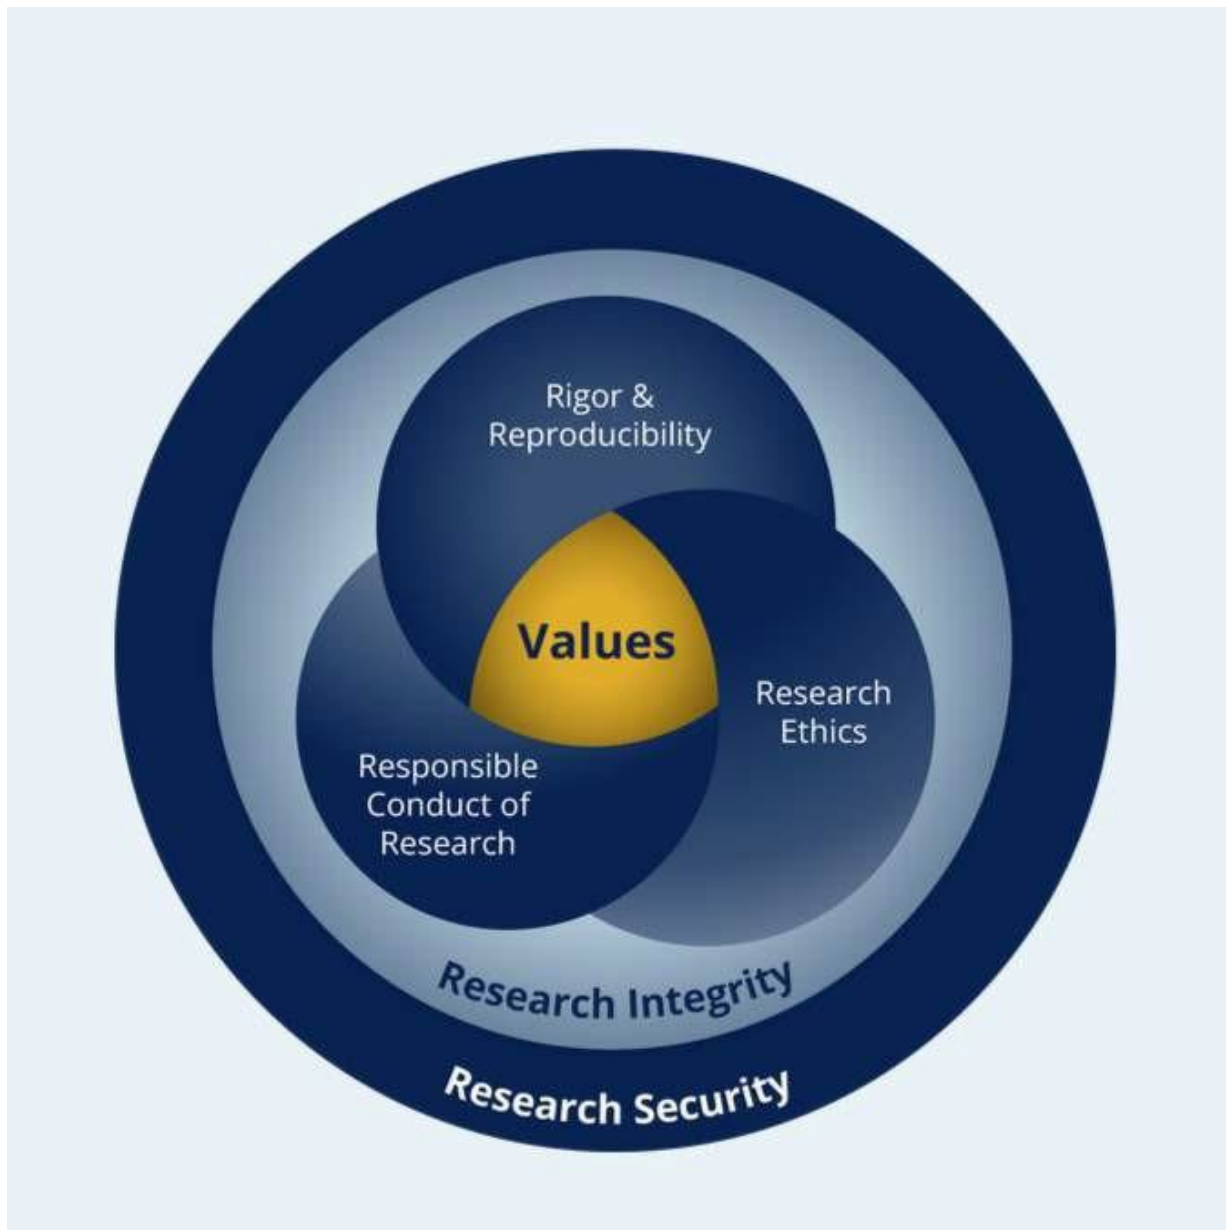 Rigor &
Reproducibility
Values
Research
Ethics
Responsible
Conduct of
Research
Research Integrity
Research Security